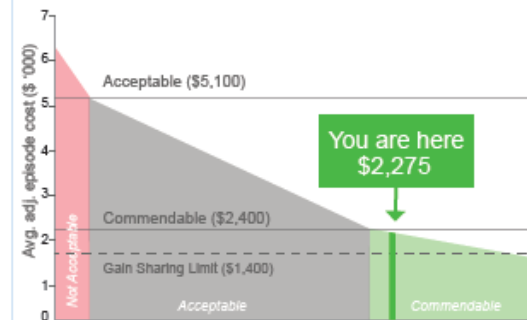 Avg. adj. episode cost ($ '000)
7
6
5
4
3
2
1
0
Acceptable ($5,100)
You are here
$2,275
Commendable ($2,400)
Gain Sharing Limit ($1,400)
Not Acceptable
Acceptable
Commendable